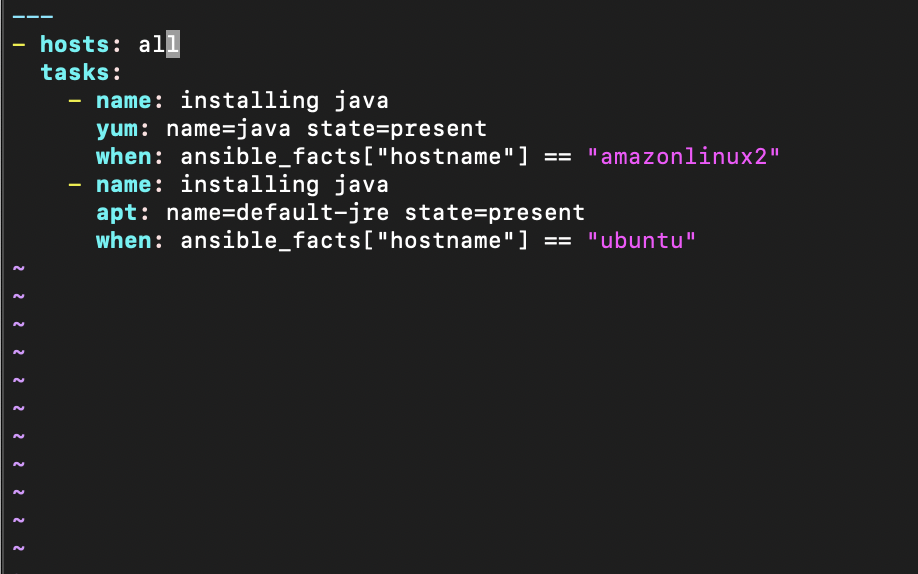 ---
- hosts: all
  tasks:
    - name: installing java
      yum: name=java state=present
      when: ansible_facts["hostname"] == "amazonlinux2"
    - name: installing java
      apt: name=default-jre state=present
      when: ansible_facts["hostname"] == "ubuntu"
~
~
~
~
~
~
~
~
~
~
~